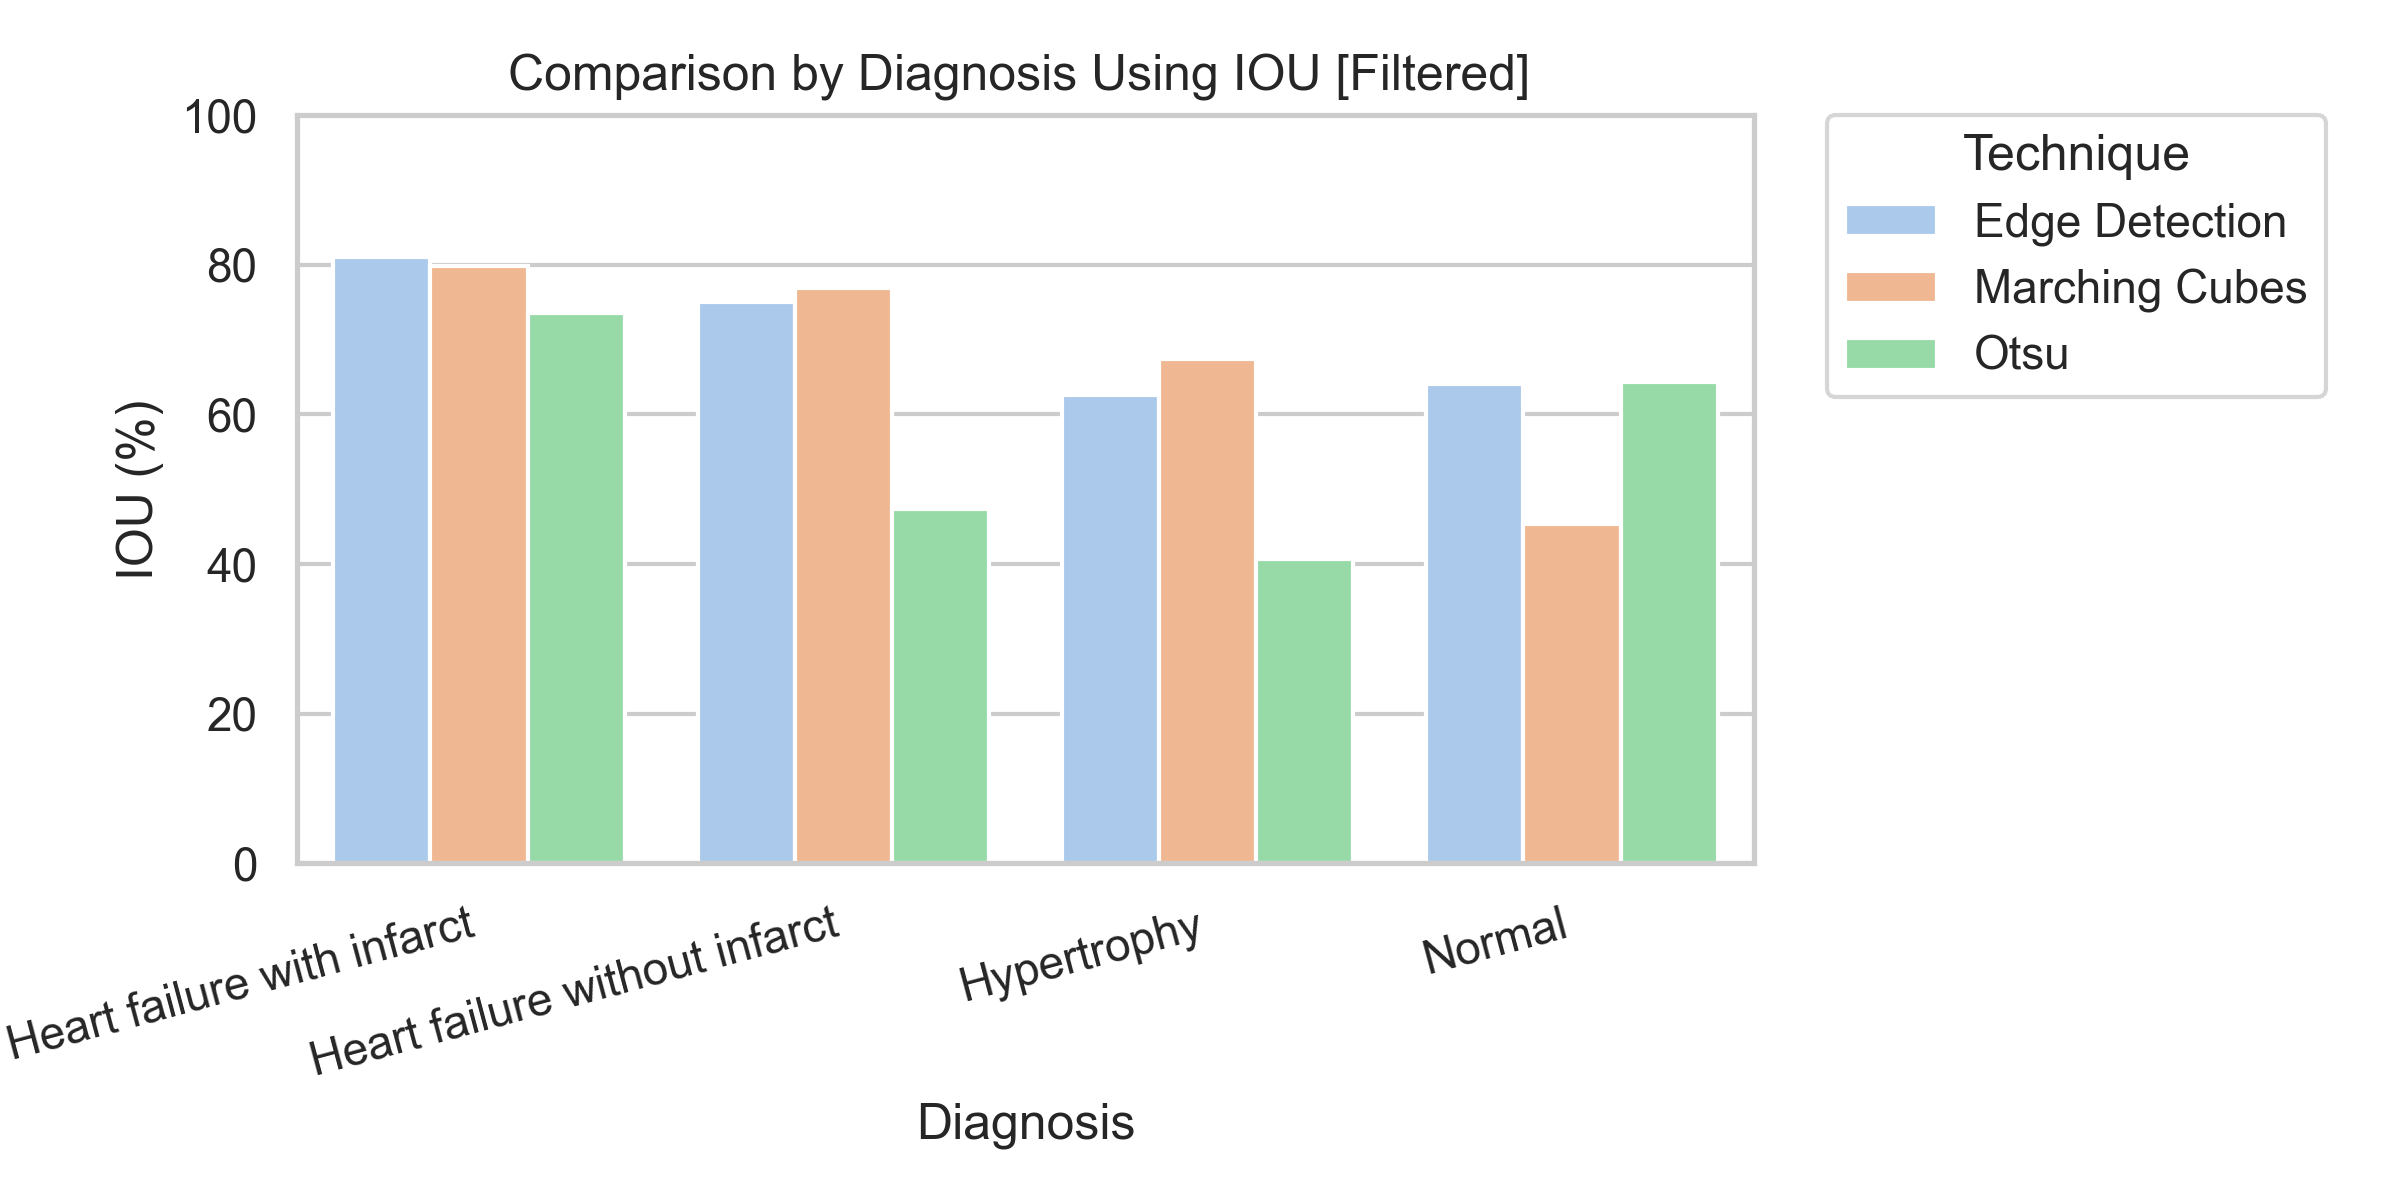 Comparison by Diagnosis Using IOU [Filtered]
100
80
60
40
20
0
IOU (%)
Heart failure with infarct
Heart failure without infarct
Hypertrophy
Normal
Diagnosis
Technique
Edge Detection
Marching Cubes
Otsu